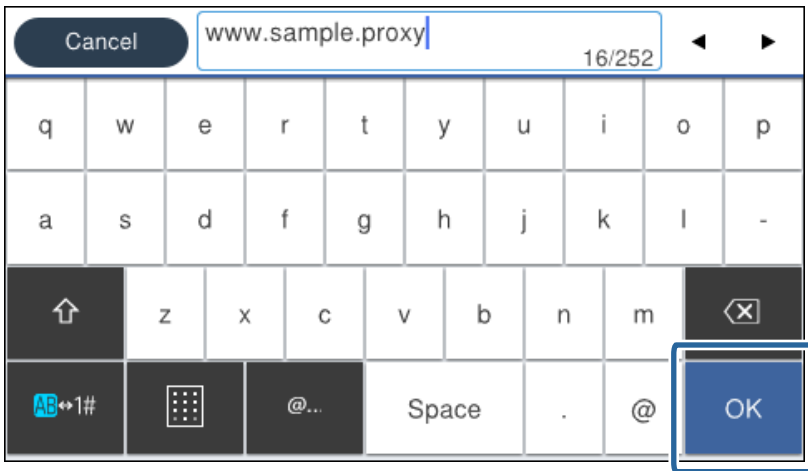 Cancel www.sample.proxy
16/252
q w e r t y u i o p
a s d f g h j k l -
z x c v b n m
AB↔1# @... Space . @ OK